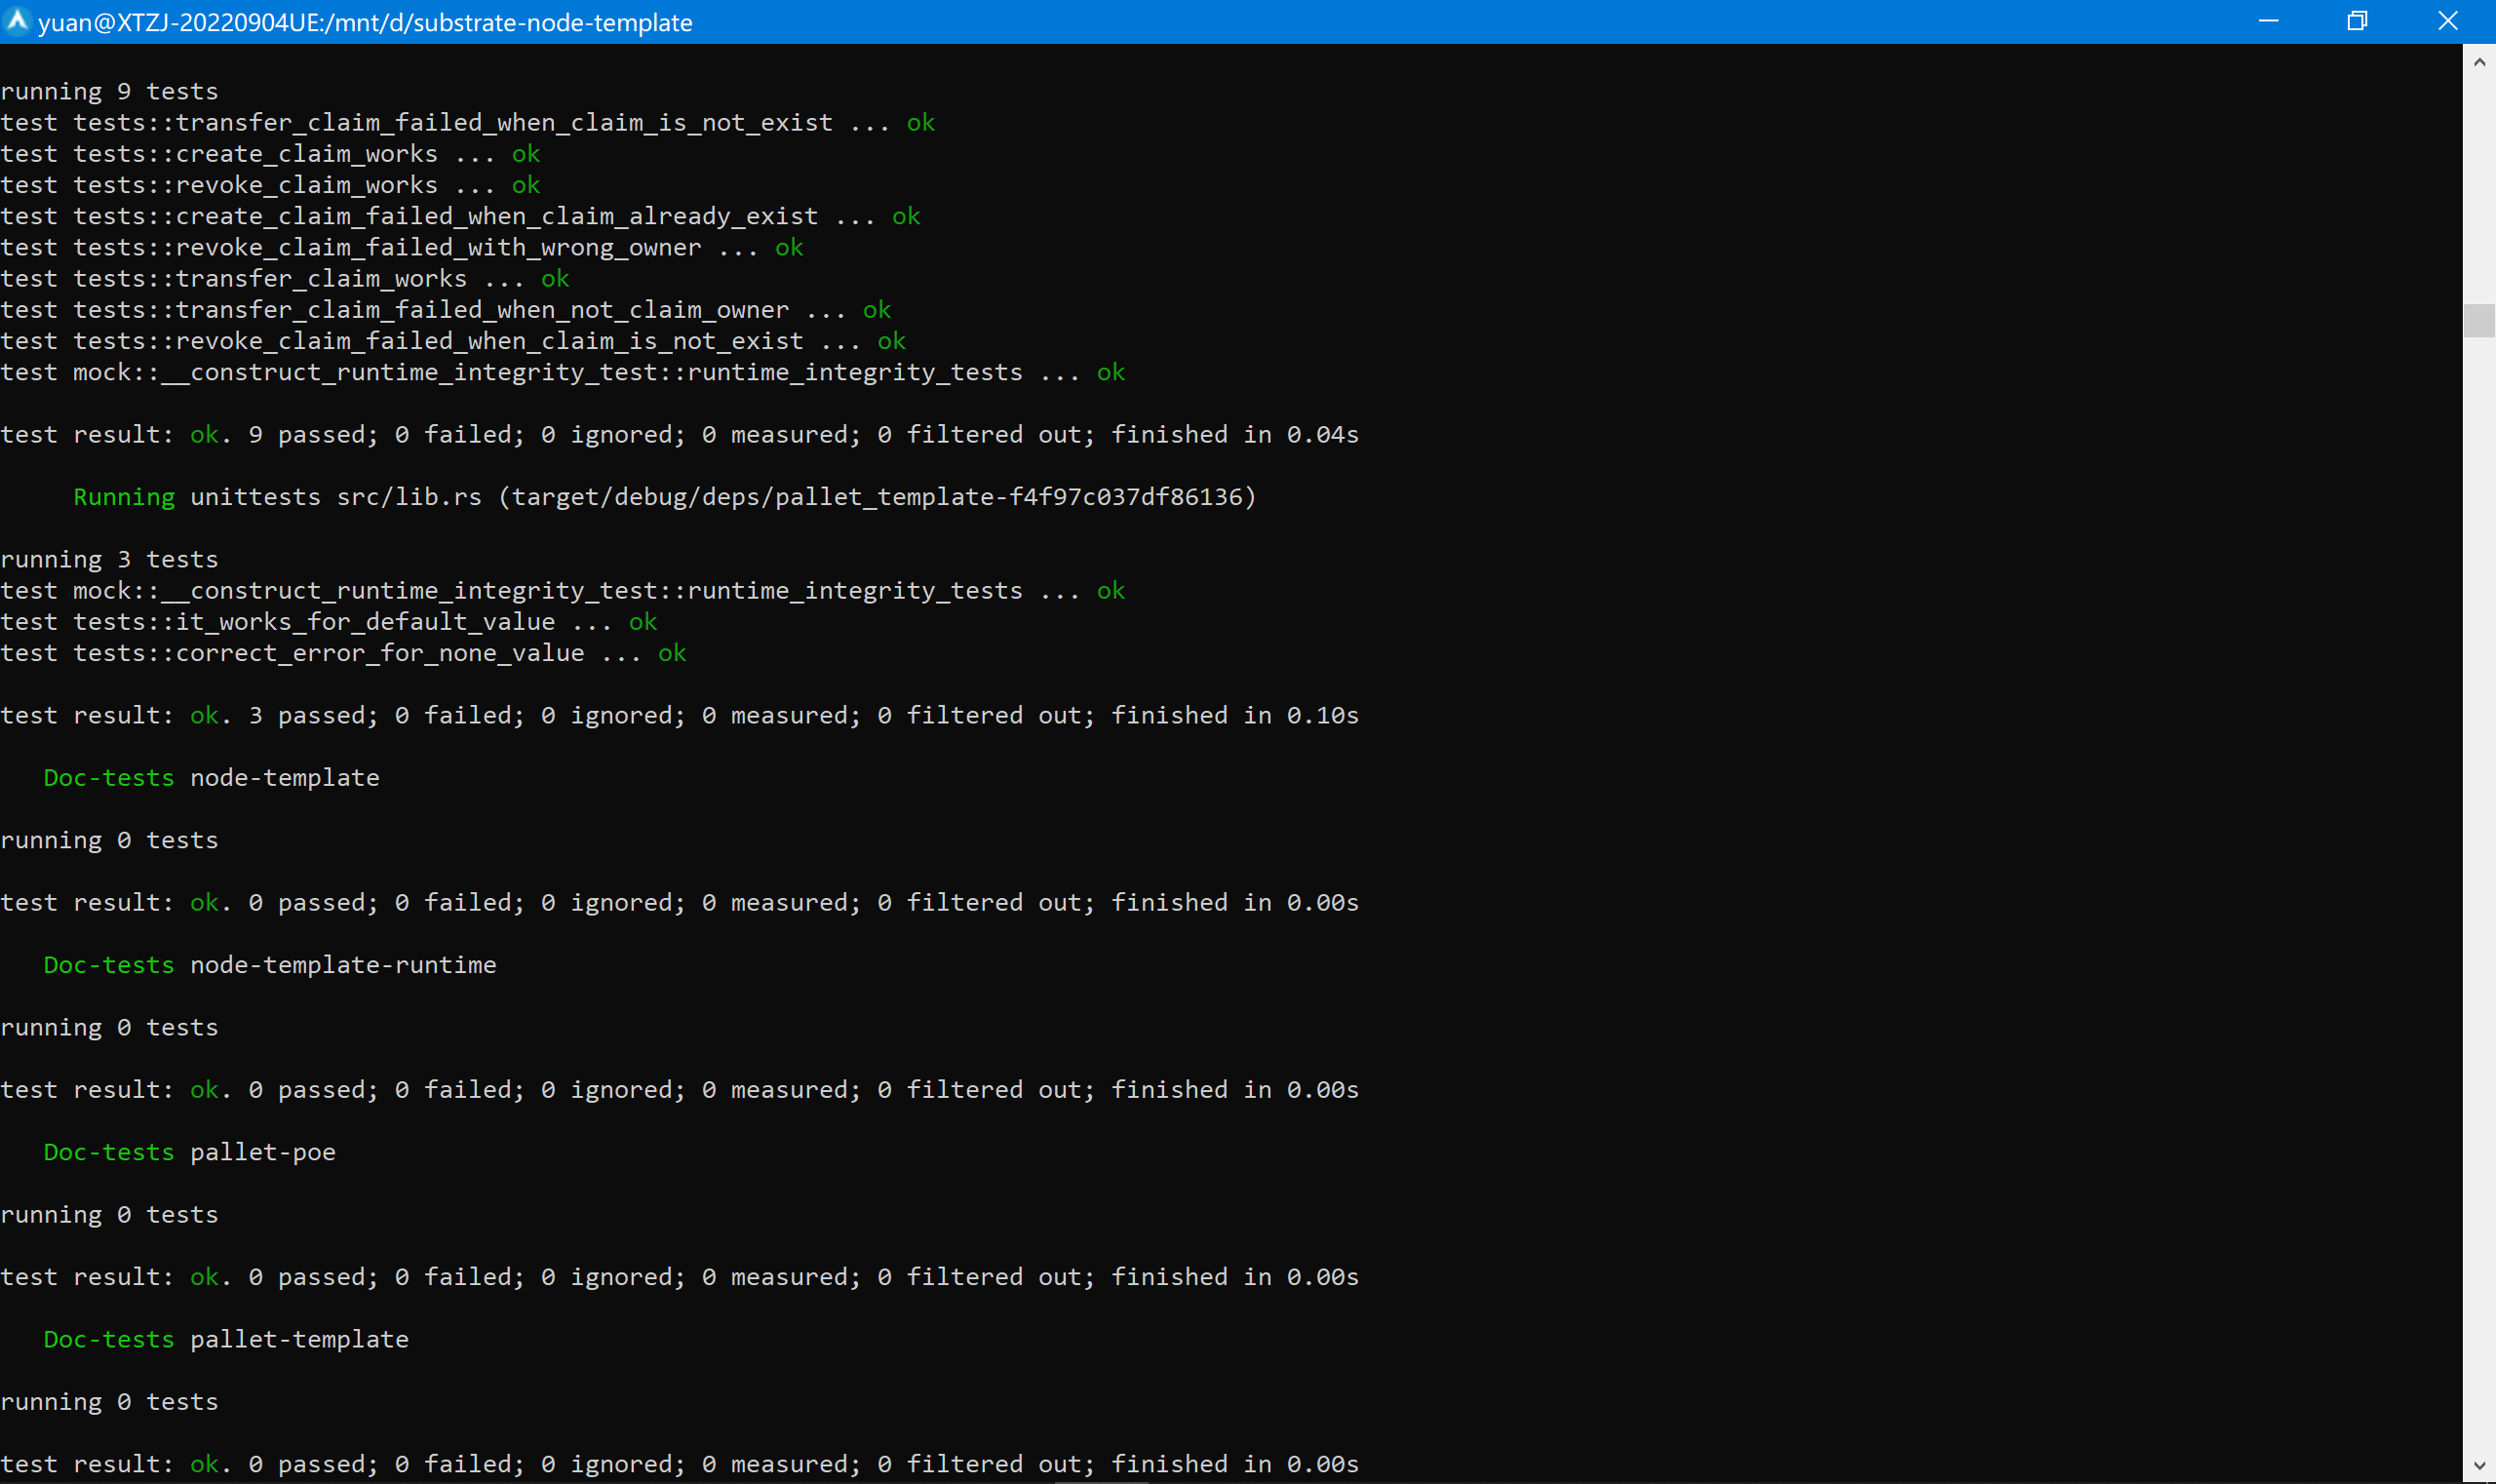 yuan@XTZJ-20220904UE:/mnt/d/substrate-node-template
running 9 tests
test tests::transfer_claim_failed_when_claim_is_not_exist ... ok
test tests::create_claim_works ... ok
test tests::revoke_claim_works ... ok
test tests::create_claim_failed_when_claim_already_exist ... ok
test tests::revoke_claim_failed_with_wrong_owner ... ok
test tests::transfer_claim_works ... ok
test tests::transfer_claim_failed_when_not_claim_owner ... ok
test tests::revoke_claim_failed_when_claim_is_not_exist ... ok
test mock::__construct_runtime_integrity_test::runtime_integrity_tests ... ok
test result: ok. 9 passed; 0 failed; 0 ignored; 0 measured; 0 filtered out; finished in 0.04s
Running unittests src/lib.rs (target/debug/deps/pallet_template-f4f97c037df86136)
running 3 tests
test mock::__construct_runtime_integrity_test::runtime_integrity_tests ... ok
test tests::it_works_for_default_value ... ok
test tests::correct_error_for_none_value ... ok
test result: ok. 3 passed; 0 failed; 0 ignored; 0 measured; 0 filtered out; finished in 0.10s
Doc-tests node-template
running 0 tests
test result: ok. 0 passed; 0 failed; 0 ignored; 0 measured; 0 filtered out; finished in 0.00s
Doc-tests node-template-runtime
running 0 tests
test result: ok. 0 passed; 0 failed; 0 ignored; 0 measured; 0 filtered out; finished in 0.00s
Doc-tests pallet-poe
running 0 tests
test result: ok. 0 passed; 0 failed; 0 ignored; 0 measured; 0 filtered out; finished in 0.00s
Doc-tests pallet-template
running 0 tests
test result: ok. 0 passed; 0 failed; 0 ignored; 0 measured; 0 filtered out; finished in 0.00s